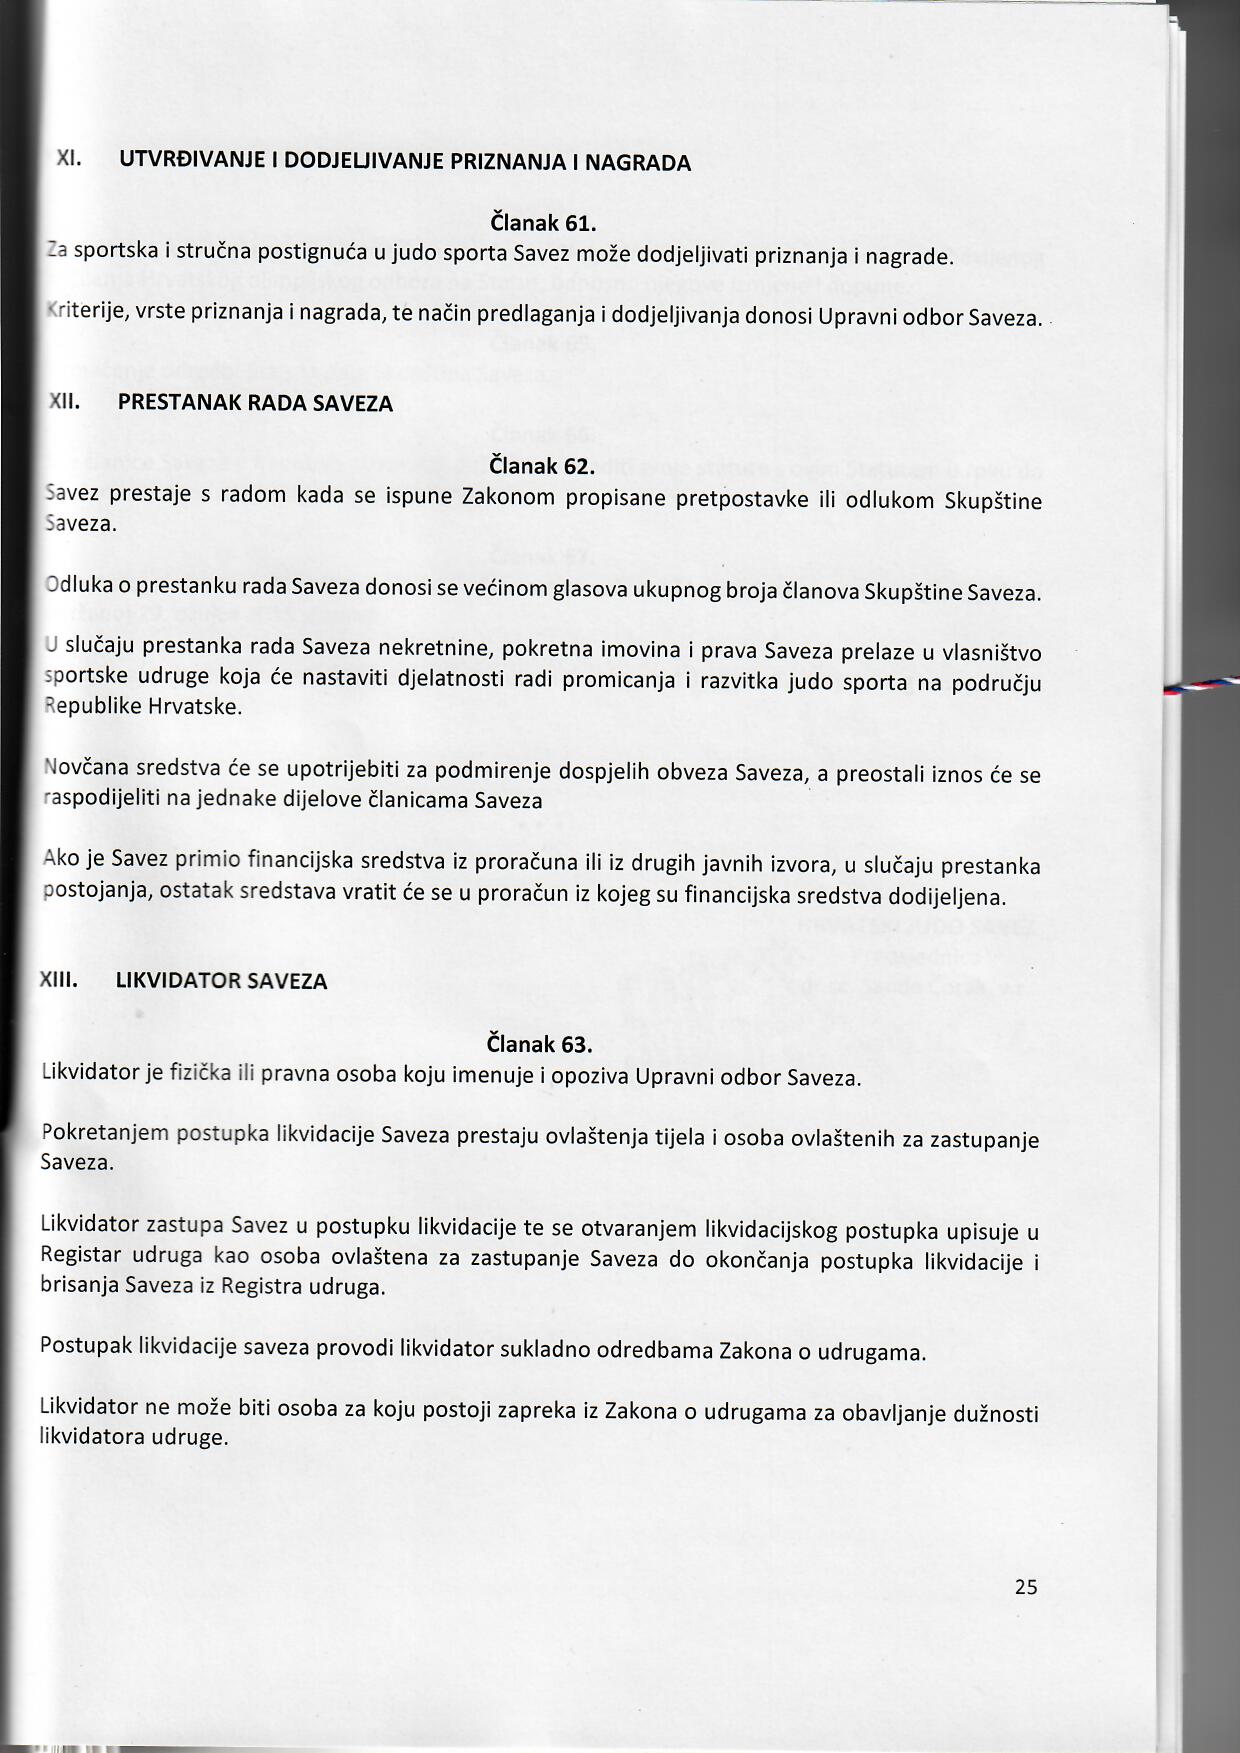 XI. UTVRĐIVANJE I DODJELJIVANJE PRIZNANJA I NAGRADA
Članak 61.
Za sportska i stručna postignuća u judo sporta Savez može dodjeljivati priznanja i nagrade.
Kriterije, vrste priznanja i nagrada, te način predlaganja i dodjeljivanja donosi Upravni odbor Saveza.
XII. PRESTANAK RADA SAVEZA
Članak 62.
Savez prestaje s radom kada se ispune Zakonom propisane pretpostavke ili odlukom Skupštine
Saveza.
Odluka o prestanku rada Saveza donosi se većinom glasova ukupnog broja članova Skupštine Saveza.
U slučaju prestanka rada Saveza nekretnine, pokretna imovina i prava Saveza prelaze u vlasništvo
sportske udruge koja će nastaviti djelatnosti radi promicanja i razvitka judo sporta na području
Republike Hrvatske.
Novčana sredstva će se upotrijebiti za podmirenje dospjelih obveza Saveza, a preostali iznos će se
raspodijeliti na jednake dijelove članicama Saveza
Ako je Savez primio financijska sredstva iz proračuna ili iz drugih javnih izvora, u slučaju prestanka
postojanja, ostatak sredstava vratit će se u proračun iz kojeg su financijska sredstva dodijeljena.
XIII. LIKVIDATOR SAVEZA
Članak 63.
Likvidator je fizička ili pravna osoba koju imenuje i opoziva Upravni odbor Saveza.
Pokretanjem postupka likvidacije Saveza prestaju ovlaštenja tijela i osoba ovlaštenih za zastupanje
Saveza.
Likvidator zastupa Savez u postupku likvidacije te se otvaranjem likvidacijskog postupka upisuje u
Registar udruga kao osoba ovlaštena za zastupanje Saveza do okončanja postupka likvidacije i
brisanja Saveza iz Registra udruga.
Postupak likvidacije saveza provodi likvidator sukladno odredbama Zakona o udrugama.
Likvidator ne može biti osoba za koju postoji zapreka iz Zakona o udrugama za obavljanje dužnosti
likvidatora udruge.
25